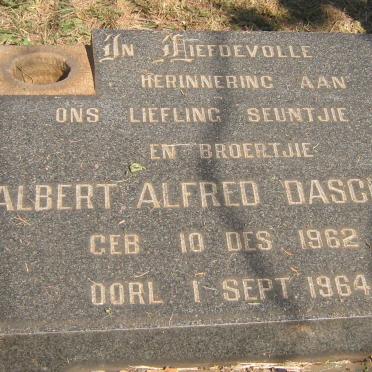 In Liefdevolle
HERINNERING AAN
ONS LIEFLING SEUNTJIE
EN BROERTJIE
ALBERT ALFRED
GEB 10 DES 1962
OORL 1 SEPT 1964